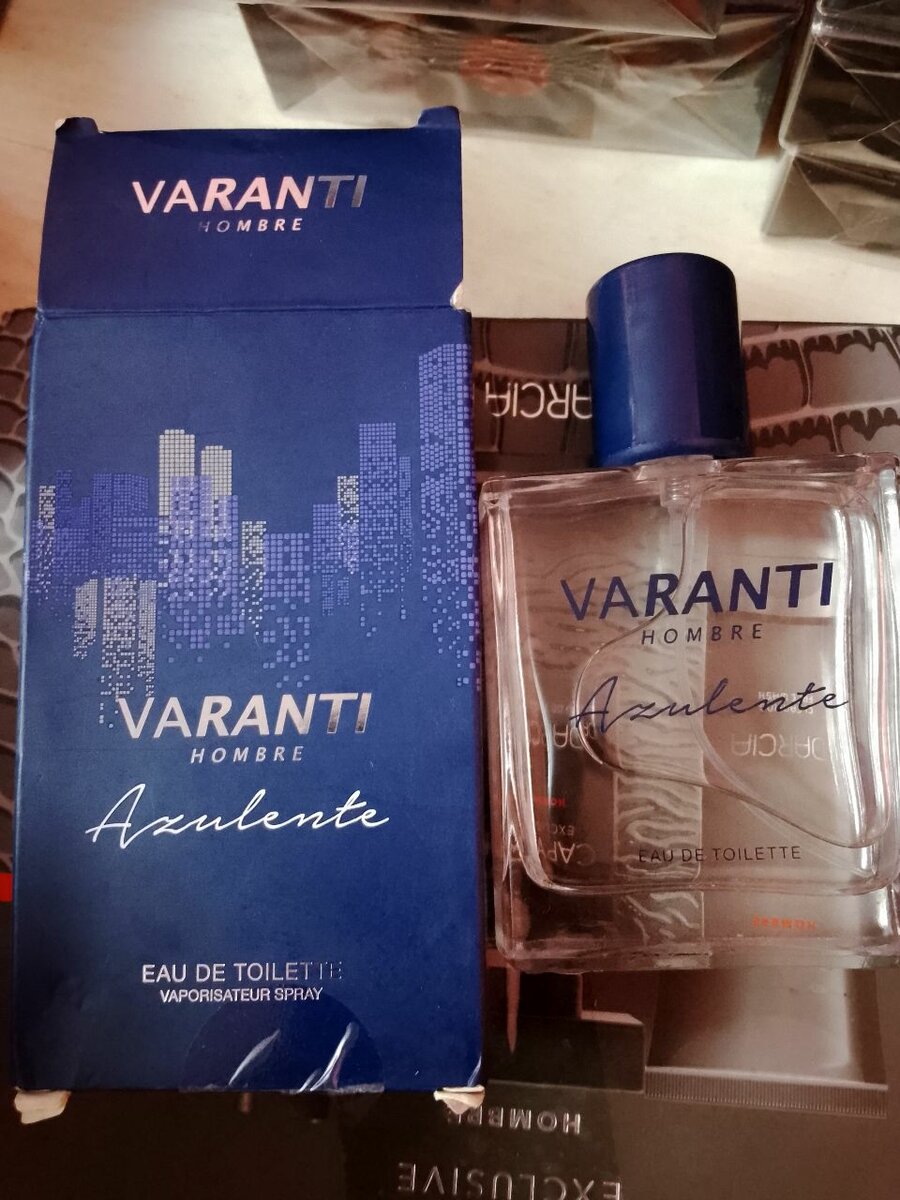 VARANTI
HOMBRE
VARANTI
HOMBRE
Azulente
EAU DE TOILETTE
VAPORISATEUR SPRAY
VARANTI
HOMBRE
Azulente
EAU DE TOILETTE
HOMBRE
EXCLUSIVE